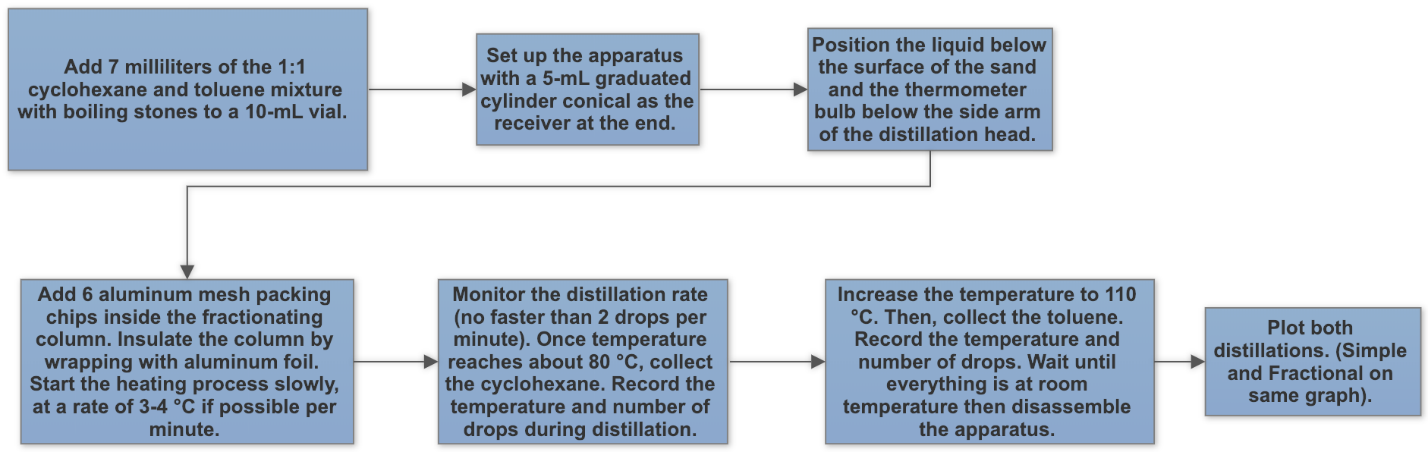 Add 7 milliliters of the 1:1
cyclohexane and toluene mixture
with boiling stones to a 10-mL vial.
Set up the apparatus
with a 5-mL graduated
cylinder conical as the
receiver at the end.
Position the liquid below
the surface of the sand
and the thermometer
bulb below the side arm
of the distillation head.
Add 6 aluminum mesh packing
chips inside the fractionating
column. Insulate the column by
wrapping with aluminum foil.
Start the heating process slowly,
at a rate of 3-4 °C if possible per
minute.
Monitor the distillation rate
(no faster than 2 drops per
minute). Once temperature
reaches about 80 °C, collect
the cyclohexane. Record the
temperature and number of
drops during distillation.
Increase the temperature to 110
°C. Then, collect the toluene.
Record the temperature and
number of drops. Wait until
everything is at room
temperature then disassemble
the apparatus.
Plot both
distillations. (Simple
and Fractional on
same graph).